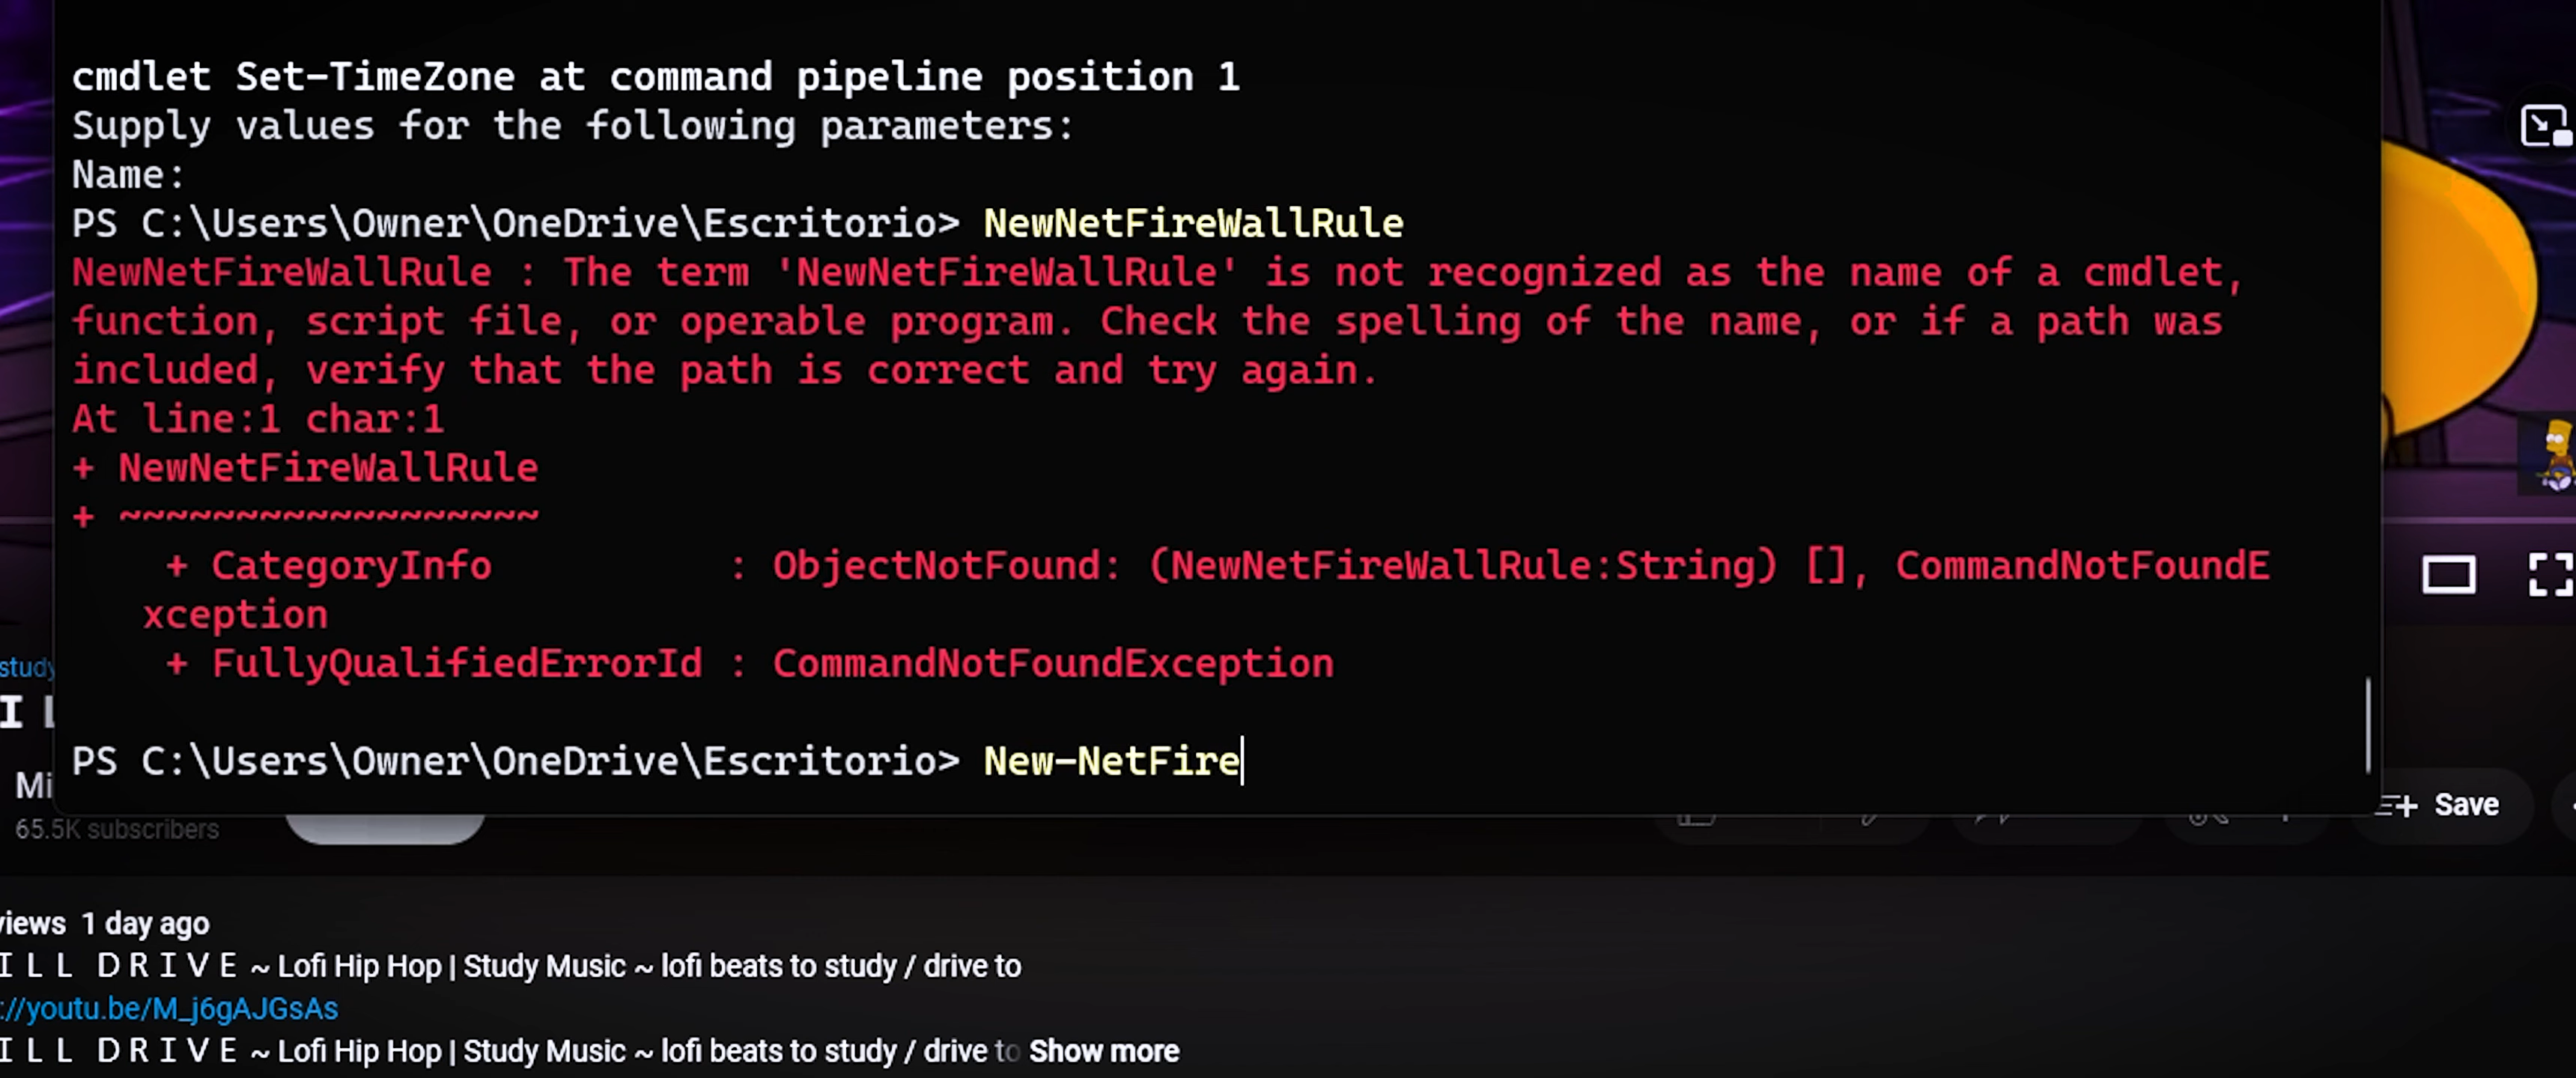 cmdlet Set-TimeZone at command pipeline position 1
Supply values for the following parameters:
Name:
PS C:\Users\Owner\OneDrive\Escritorio> NewNetFireWallRule
NewNetFireWallRule : The term 'NewNetFireWallRule' is not recognized as the name of a cmdlet,
function, script file, or operable program. Check the spelling of the name, or if a path was
included, verify that the path is correct and try again.
At line:1 char:1
+ NewNetFireWallRule
+ ~~~~~~~~~~~~~~~~~~
+ CategoryInfo : ObjectNotFound: (NewNetFireWallRule:String) [], CommandNotFoundE
xception
+ FullyQualifiedErrorId : CommandNotFoundException
PS C:\Users\Owner\OneDrive\Escritorio> New-NetFire
study
I L
Mi
65.5K subscribers
Save
views 1 day ago
I L L D R I V E ~ Lofi Hip Hop | Study Music ~ lofi beats to study / drive to
://youtu.be/M_j6gAJGsAs
I L L D R I V E ~ Lofi Hip Hop | Study Music ~ lofi beats to study / drive to Show more